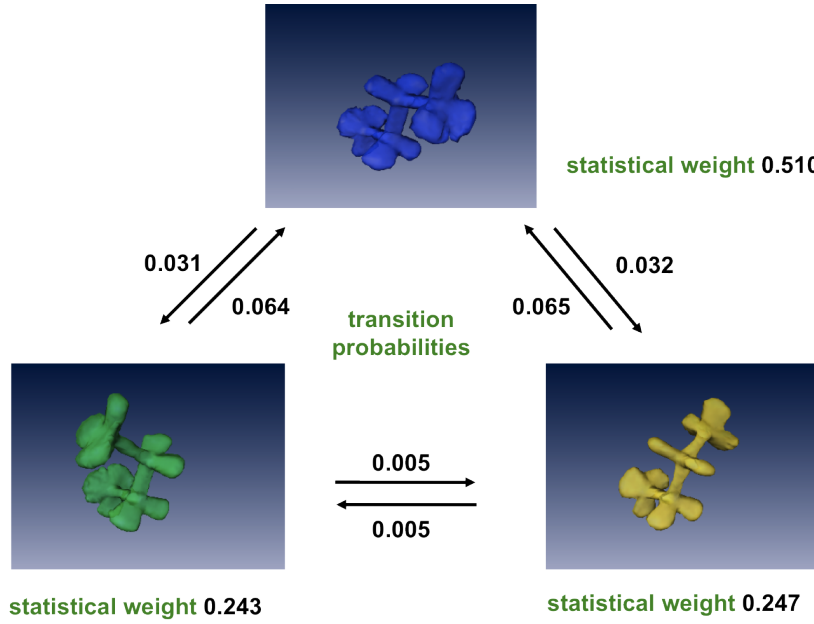 statistical weight 0.510
0.031
0.032
0.064
0.065
transition
probabilities
0.005
0.005
statistical weight 0.243
statistical weight 0.247